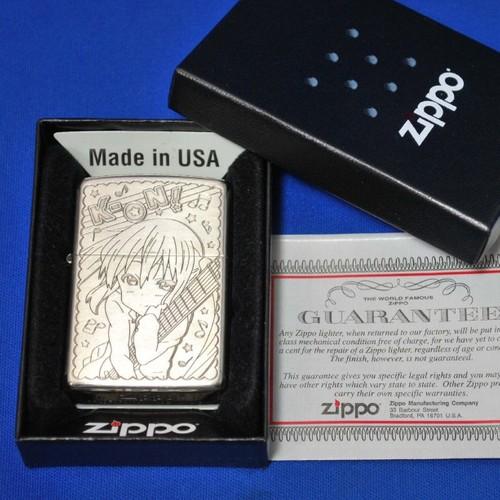 zippo
Made in USA
K-ON!
zippo
THE WORLD FAMOUS
ZIPPO
GUARANTEE
Any Zippo lighter, when returned to our factory, will be put in
class mechanical condition free of charge, for we have yet to c
a cent for the repair of a Zippo lighter, regardless of age or cond
The finish, however, is not guaranteed.
This guarantee gives you specific legal rights and you may
have other rights which vary state to state. Other Zippo pr
carry their own specific warranties.
zippo Zippo Manufacturing Company
33 Barbour Street
Bradford, PA 16701 U.S.A.